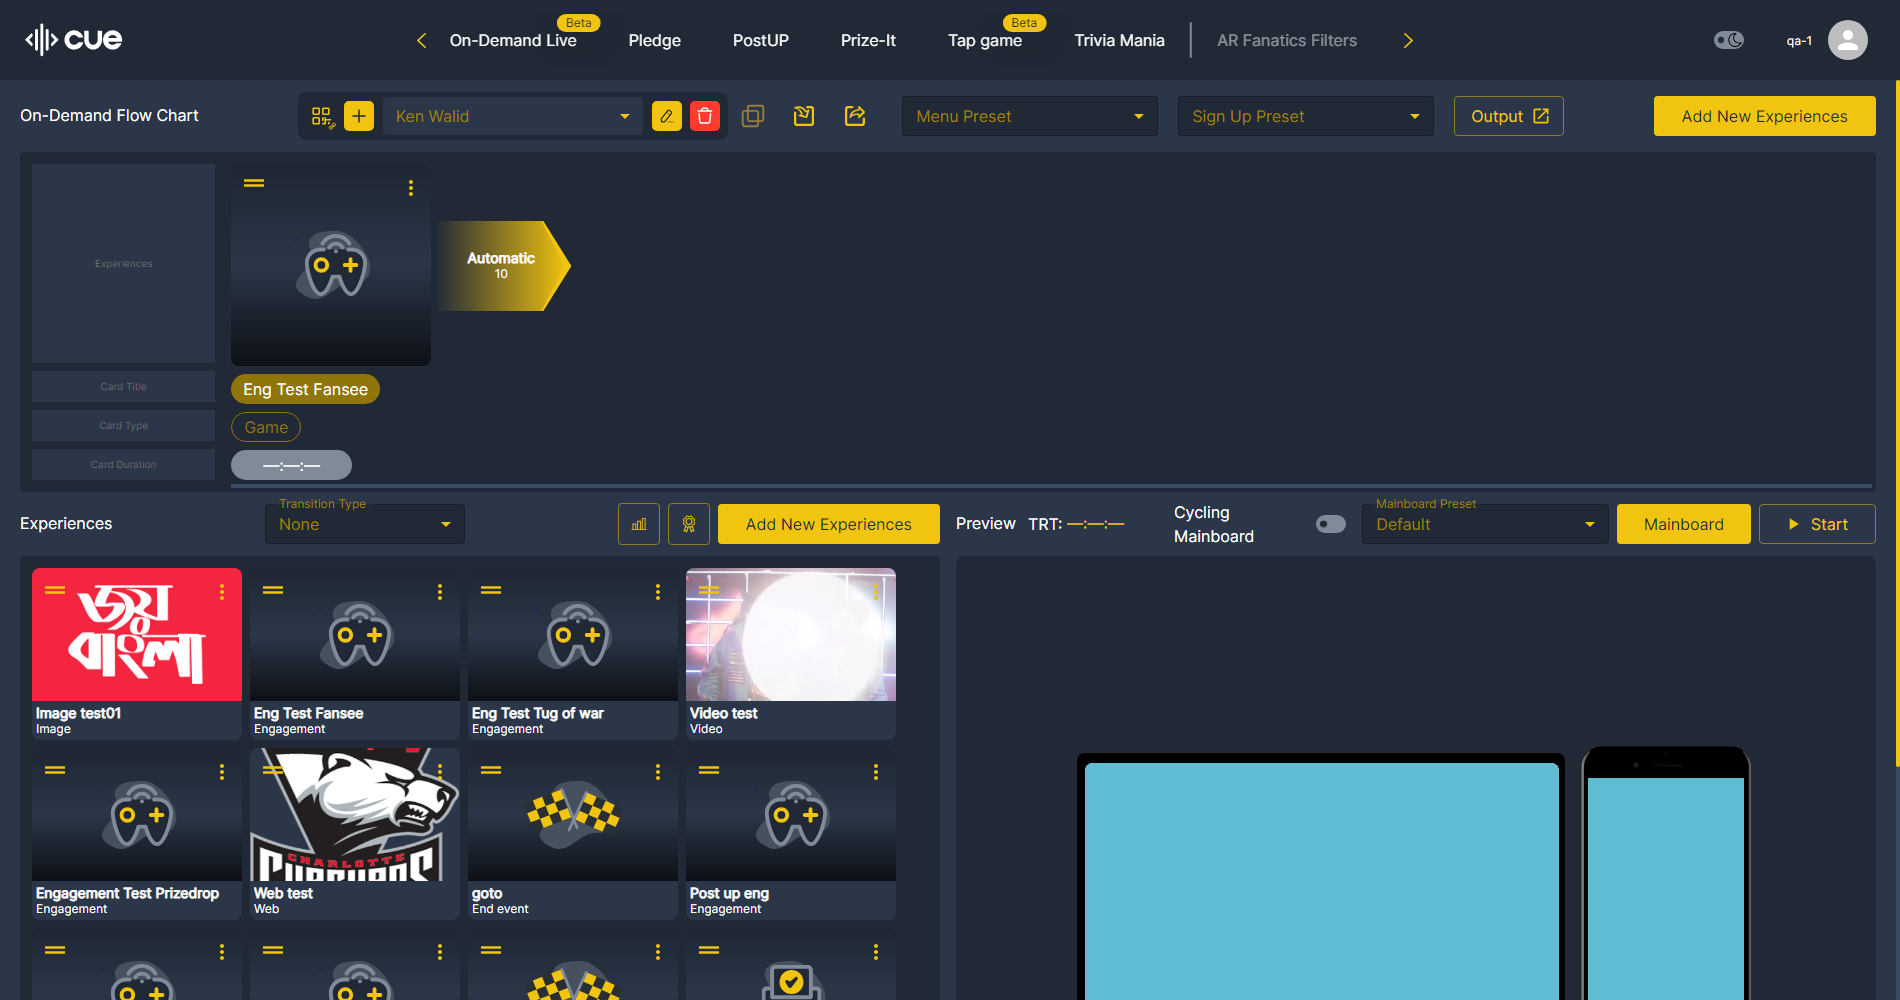 cue
On-Demand Live
Beta
Pledge
PostUP
Prize-It
Tap game
Beta
Trivia Mania
AR Fanatics Filters
qa-1
On-Demand Flow Chart
Ken Walid
Menu Preset
Sign Up Preset
Output
Add New Experiences
Experiences
Automatic
10
Card Title
Eng Test Fansee
Card Type
Game
Card Duration
—:—:—
Experiences
Transition Type
None
Add New Experiences
Preview
TRT: —:—:—
Cycling
Mainboard
Mainboard Preset
Default
Mainboard
Start
জয়
বাংলা
Image test01
Image
Eng Test Fansee
Engagement
Eng Test Tug of war
Engagement
Video test
Video
Engagement Test Prizedrop
Engagement
CHARLOTTE
Web test
Web
goto
End event
Post up eng
Engagement